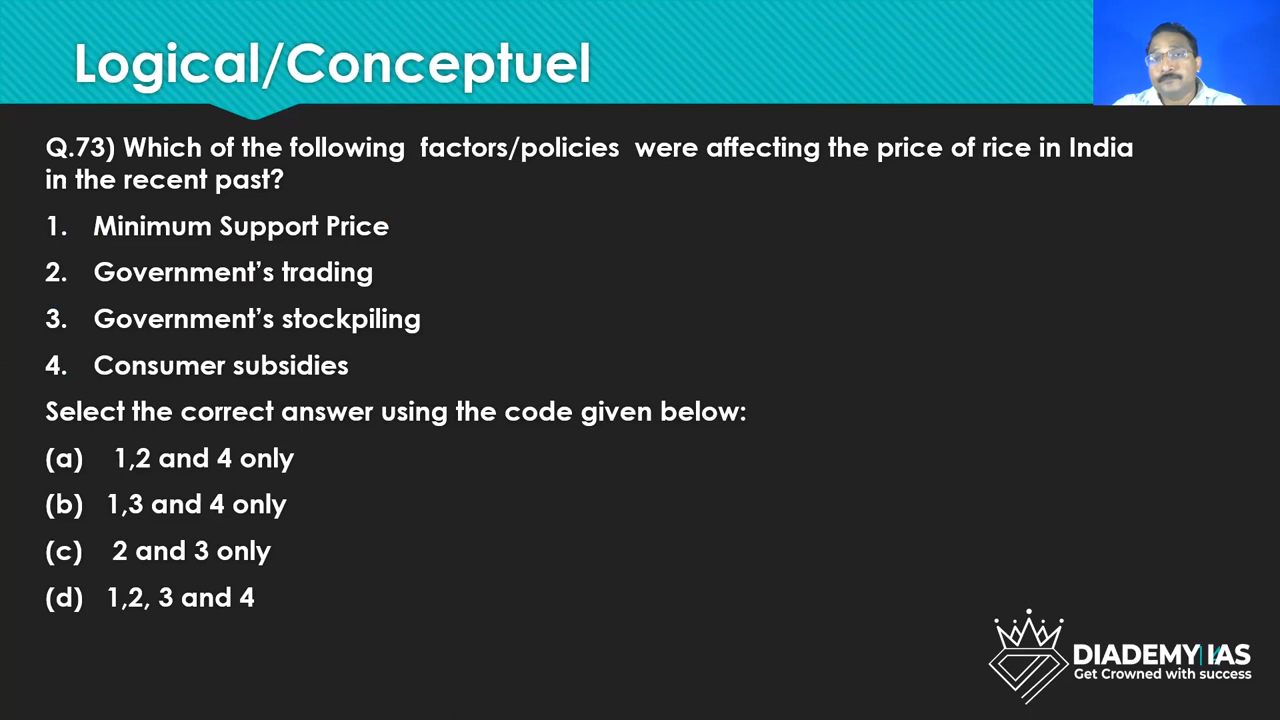 Logical/Conceptuel
Q.73) Which of the following factors/policies were affecting the price of rice in India
in the recent past?
1. Minimum Support Price
2. Government’s trading
3. Government’s stockpiling
4. Consumer subsidies
Select the correct answer using the code given below:
(a) 1,2 and 4 only
(b) 1,3 and 4 only
(c) 2 and 3 only
(d) 1,2, 3 and 4
DIADEMY IAS
Get Crowned with success